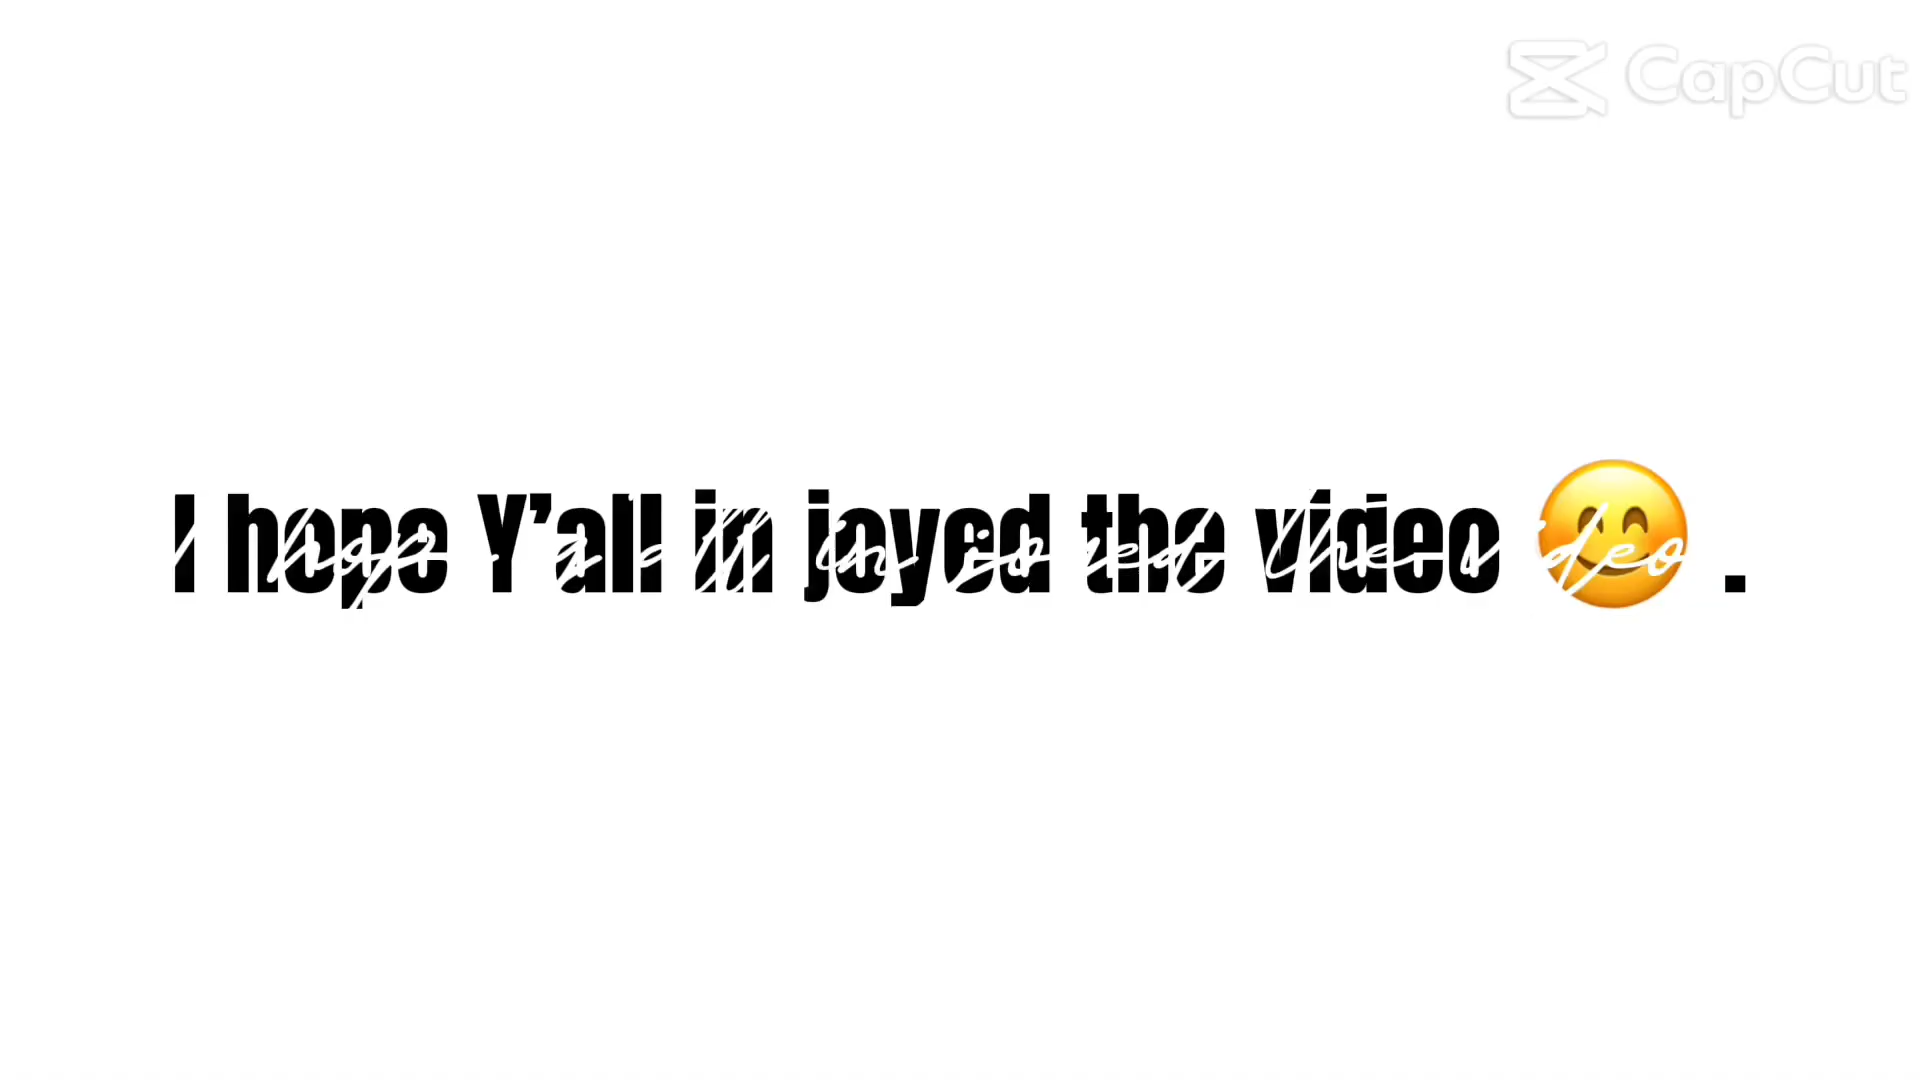 CapCut
I hope Y’all in joyed the video 😊 .